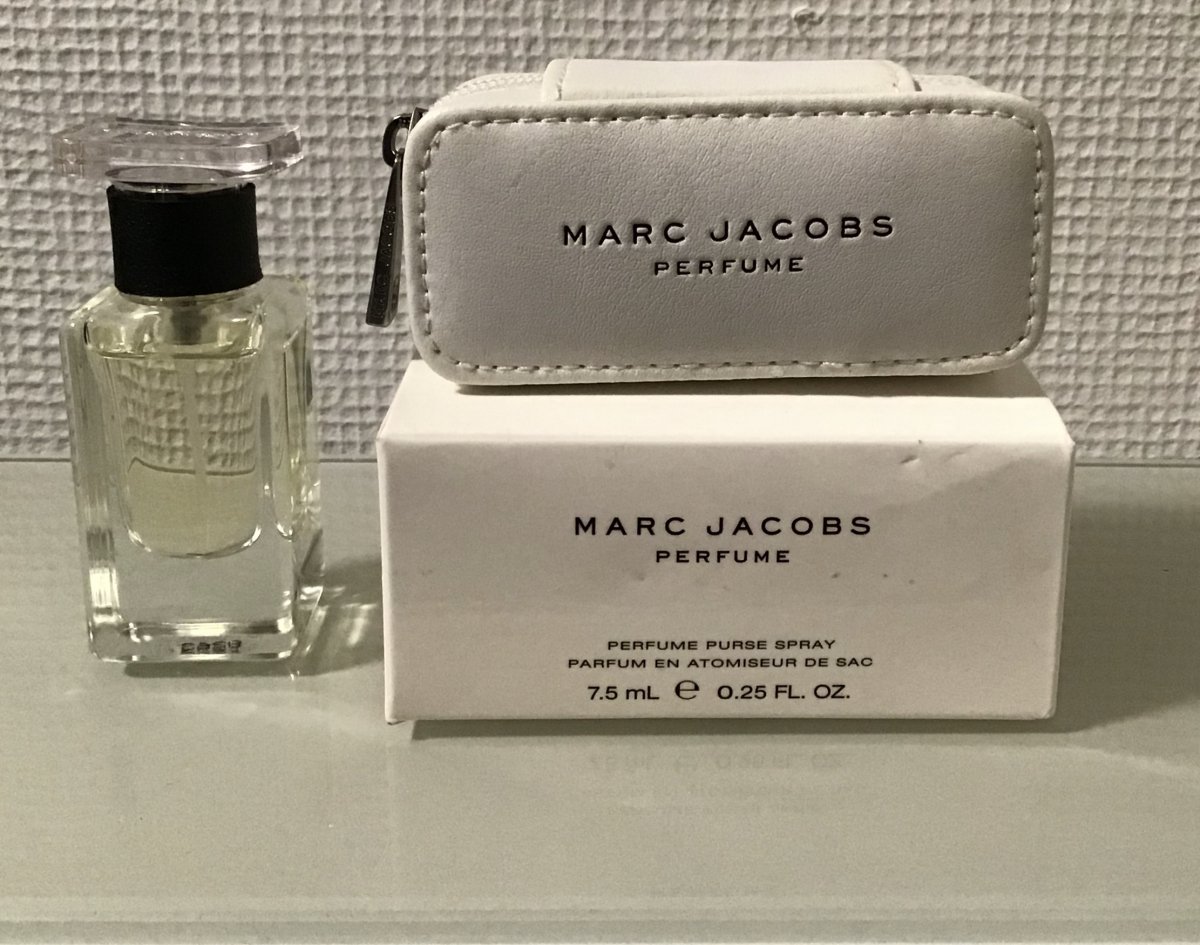 MARC JACOBS
PERFUME
MARC JACOBS
PERFUME
PERFUME PURSE SPRAY
PARFUM EN ATOMISEUR DE SAC
7.5 mL ℮ 0.25 FL. OZ.